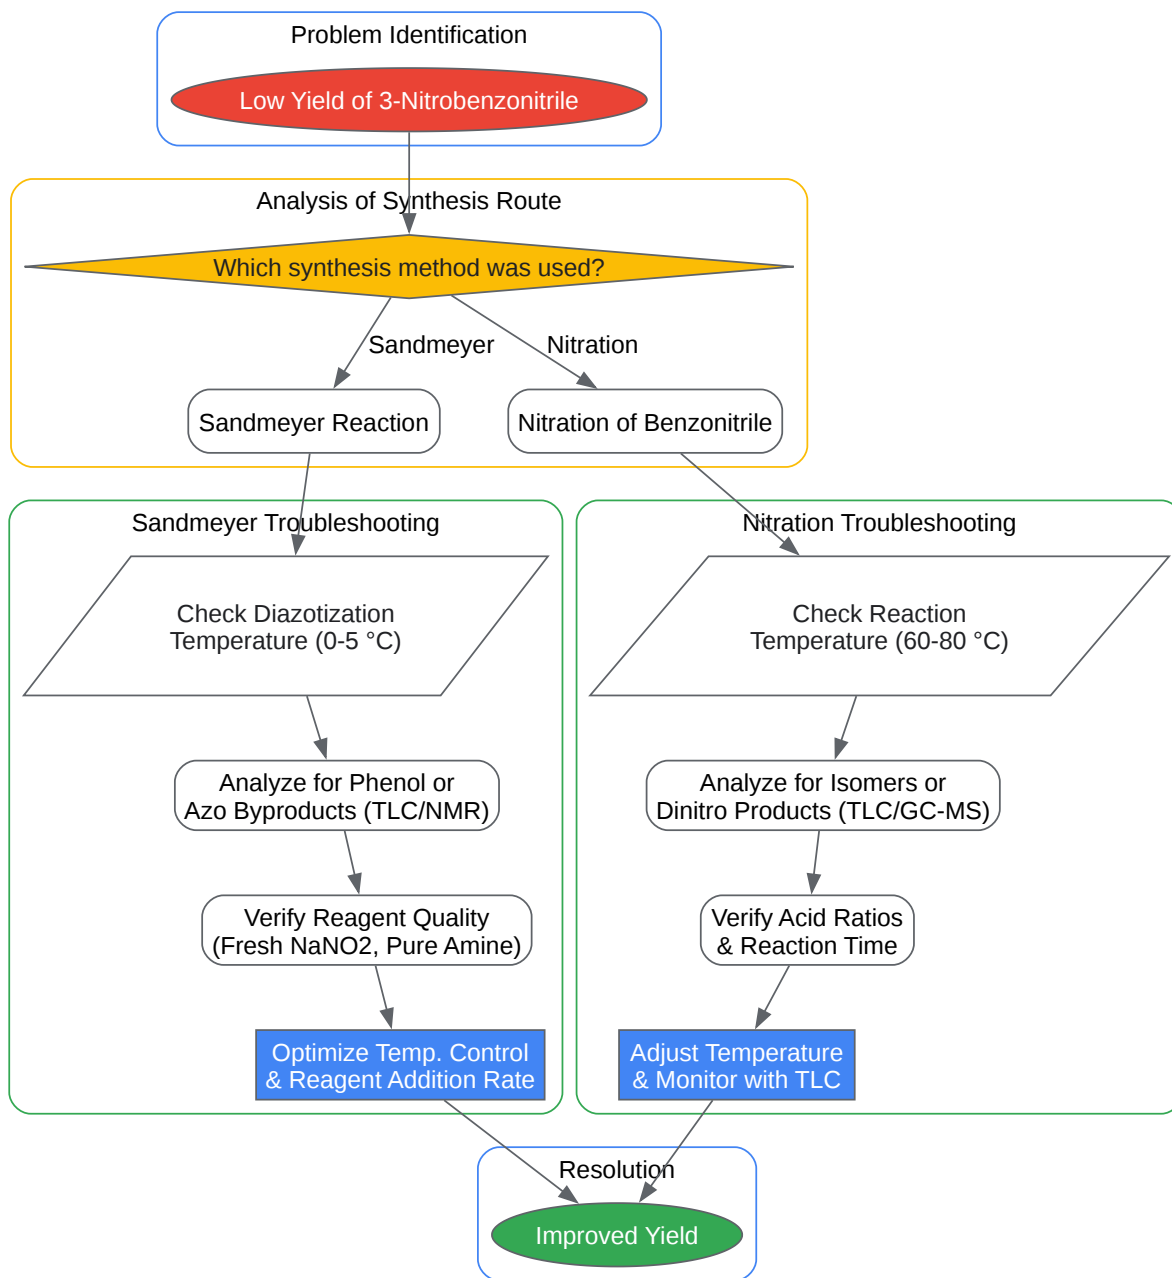 Problem Identification
Low Yield of 3-Nitrobenzonitrile
Analysis of Synthesis Route
Which synthesis method was used?
Sandmeyer
Nitration
Sandmeyer Reaction
Nitration of Benzonitrile
Sandmeyer Troubleshooting
Check Diazotization
Temperature (0-5 °C)
Analyze for Phenol or
Azo Byproducts (TLC/NMR)
Verify Reagent Quality
(Fresh NaNO2, Pure Amine)
Optimize Temp. Control
& Reagent Addition Rate
Nitration Troubleshooting
Check Reaction
Temperature (60-80 °C)
Analyze for Isomers or
Dinitro Products (TLC/GC-MS)
Verify Acid Ratios
& Reaction Time
Adjust Temperature
& Monitor with TLC
Resolution
Improved Yield